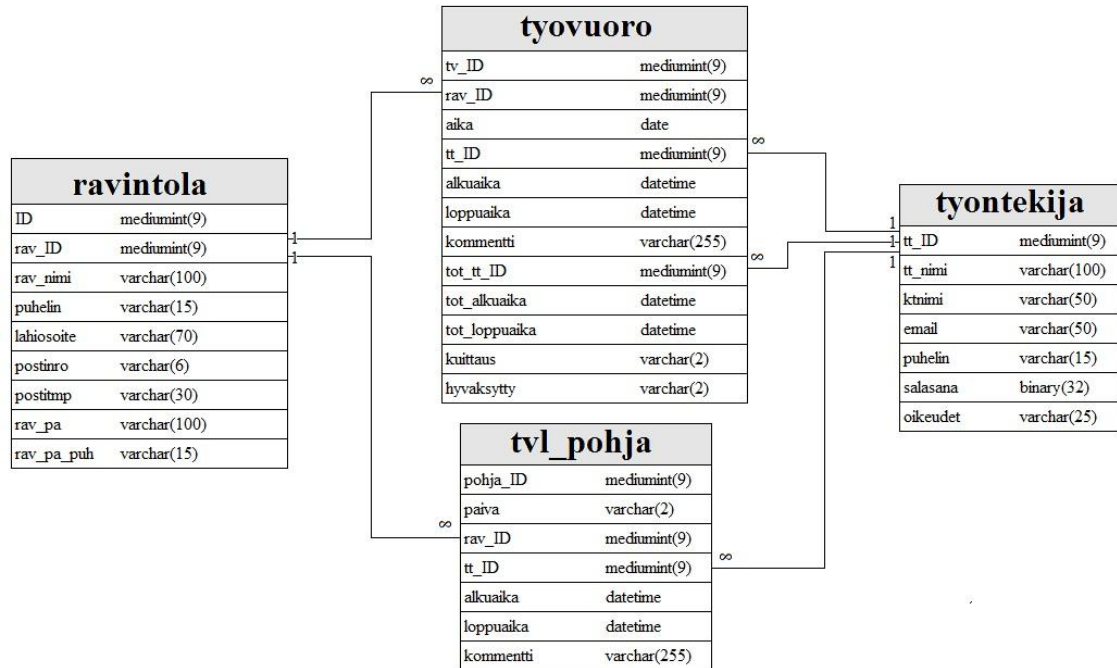 tyovuoro
tv_ID mediumint(9)
rav_ID mediumint(9)
aika date
tt_ID mediumint(9)
alkuaika datetime
loppuaika datetime
kommentti varchar(255)
tot_tt_ID mediumint(9)
tot_alkuaika datetime
tot_loppuaika datetime
kuittaus varchar(2)
hyvaksytty varchar(2)
ravintola
ID mediumint(9)
rav_ID mediumint(9)
rav_nimi varchar(100)
puhelin varchar(15)
lahiosoite varchar(70)
postinro varchar(6)
postitmp varchar(30)
rav_pa varchar(100)
rav_pa_puh varchar(15)
tyontekija
tt_ID mediumint(9)
tt_nimi varchar(100)
ktnimi varchar(50)
email varchar(50)
puhelin varchar(15)
salasana binary(32)
oikeudet varchar(25)
tvl_pohja
pohja_ID mediumint(9)
paiva varchar(2)
rav_ID mediumint(9)
tt_ID mediumint(9)
alkuaika datetime
loppuaika datetime
kommentti varchar(255)
1
1
1
1
1
∞
∞
∞
∞
∞